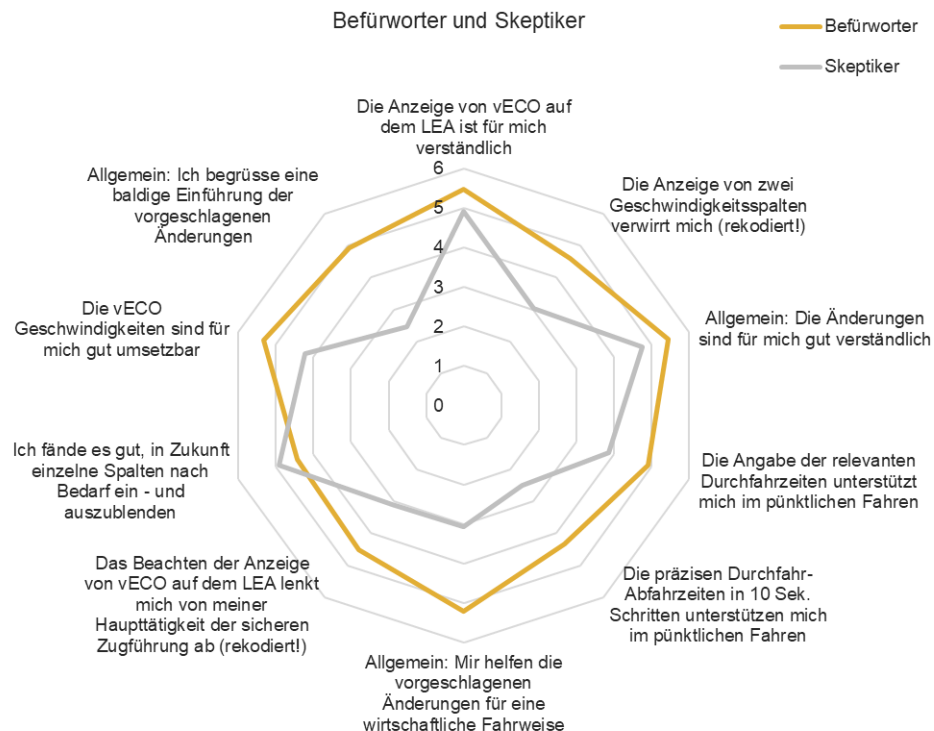 Befürworter und Skeptiker
Befürworter
Skeptiker
Die Anzeige von vECO auf
dem LEA ist für mich
verständlich
Die Anzeige von zwei
Geschwindigkeitsspalten
verwirrt mich (rekodiert!)
Allgemein: Die Änderungen
sind für mich gut verständlich
Die Angabe der relevanten
Durchfahrzeiten unterstützt
mich im pünktlichen Fahren
Die präzisen Durchfahr-
Abfahrzeiten in 10 Sek.
Schritten unterstützen mich
im pünktlichen Fahren
Allgemein: Mir helfen die
vorgeschlagenen
Änderungen für eine
wirtschaftliche Fahrweise
Das Beachten der Anzeige
von vECO auf dem LEA lenkt
mich von meiner
Haupttätigkeit der sicheren
Zugführung ab (rekodiert!)
Ich fände es gut, in Zukunft
einzelne Spalten nach
Bedarf ein - und
auszublenden
Die vECO
Geschwindigkeiten sind für
mich gut umsetzbar
Allgemein: Ich begrüsse eine
baldige Einführung der
vorgeschlagenen
Änderungen
6
5
4
3
2
1
0